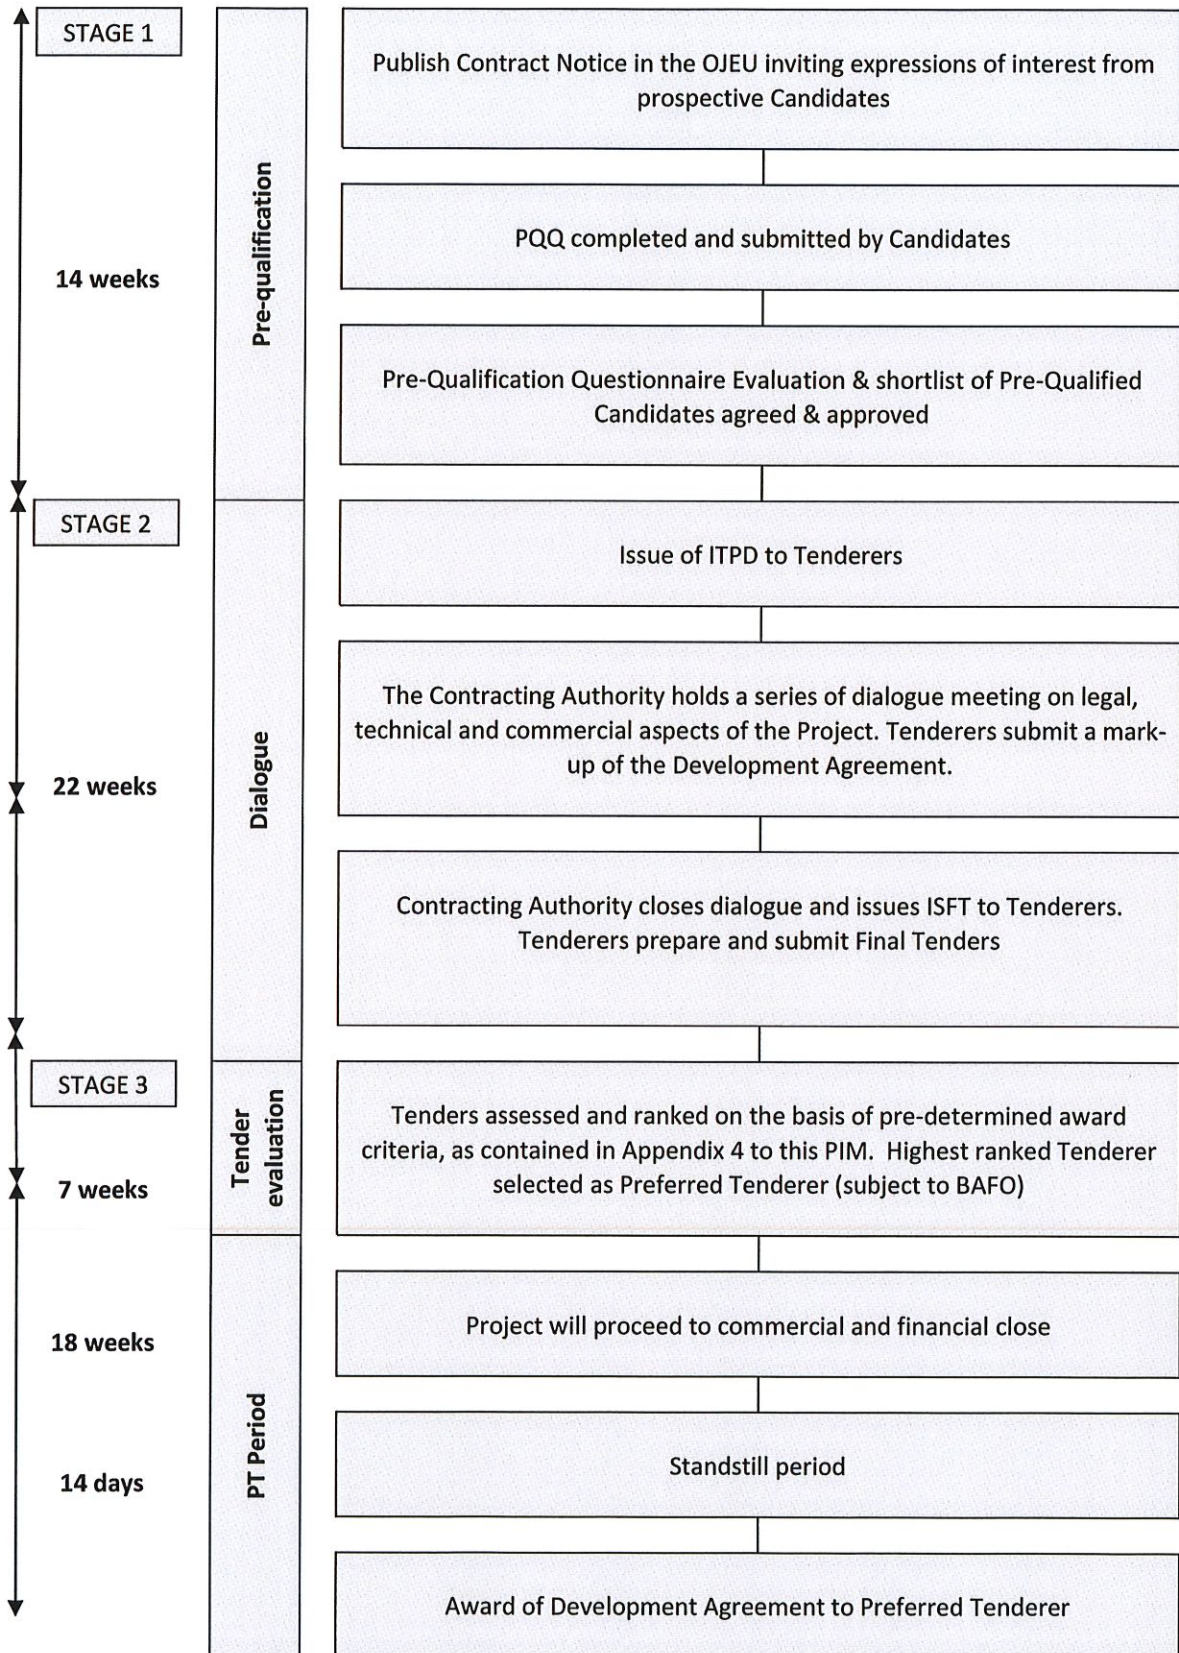 STAGE 1
14 weeks
Pre-qualification
Publish Contract Notice in the OJEU inviting expressions of interest from
prospective Candidates
PQQ completed and submitted by Candidates
Pre-Qualification Questionnaire Evaluation & shortlist of Pre-Qualified
Candidates agreed & approved
STAGE 2
22 weeks
Dialogue
Issue of ITPD to Tenderers
The Contracting Authority holds a series of dialogue meeting on legal,
technical and commercial aspects of the Project. Tenderers submit a mark-
up of the Development Agreement.
Contracting Authority closes dialogue and issues ISFT to Tenderers.
Tenderers prepare and submit Final Tenders
STAGE 3
7 weeks
Tender
evaluation
Tenders assessed and ranked on the basis of pre-determined award
criteria, as contained in Appendix 4 to this PIM. Highest ranked Tenderer
selected as Preferred Tenderer (subject to BAFO)
18 weeks
14 days
PT Period
Project will proceed to commercial and financial close
Standstill period
Award of Development Agreement to Preferred Tenderer